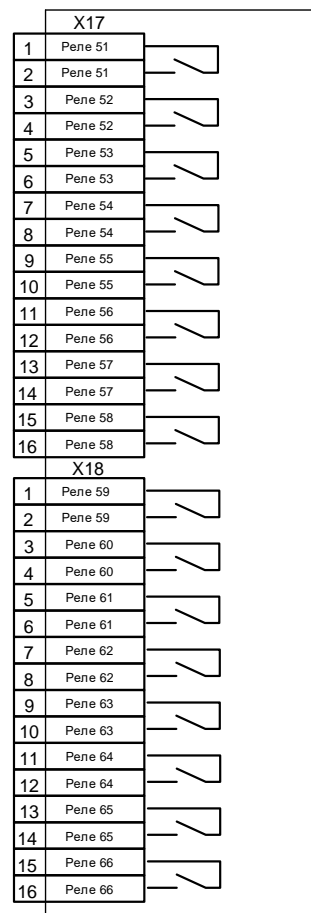 X17
1 Реле 51
2 Реле 51
3 Реле 52
4 Реле 52
5 Реле 53
6 Реле 53
7 Реле 54
8 Реле 54
9 Реле 55
10 Реле 55
11 Реле 56
12 Реле 56
13 Реле 57
14 Реле 57
15 Реле 58
16 Реле 58
X18
1 Реле 59
2 Реле 59
3 Реле 60
4 Реле 60
5 Реле 61
6 Реле 61
7 Реле 62
8 Реле 62
9 Реле 63
10 Реле 63
11 Реле 64
12 Реле 64
13 Реле 65
14 Реле 65
15 Реле 66
16 Реле 66